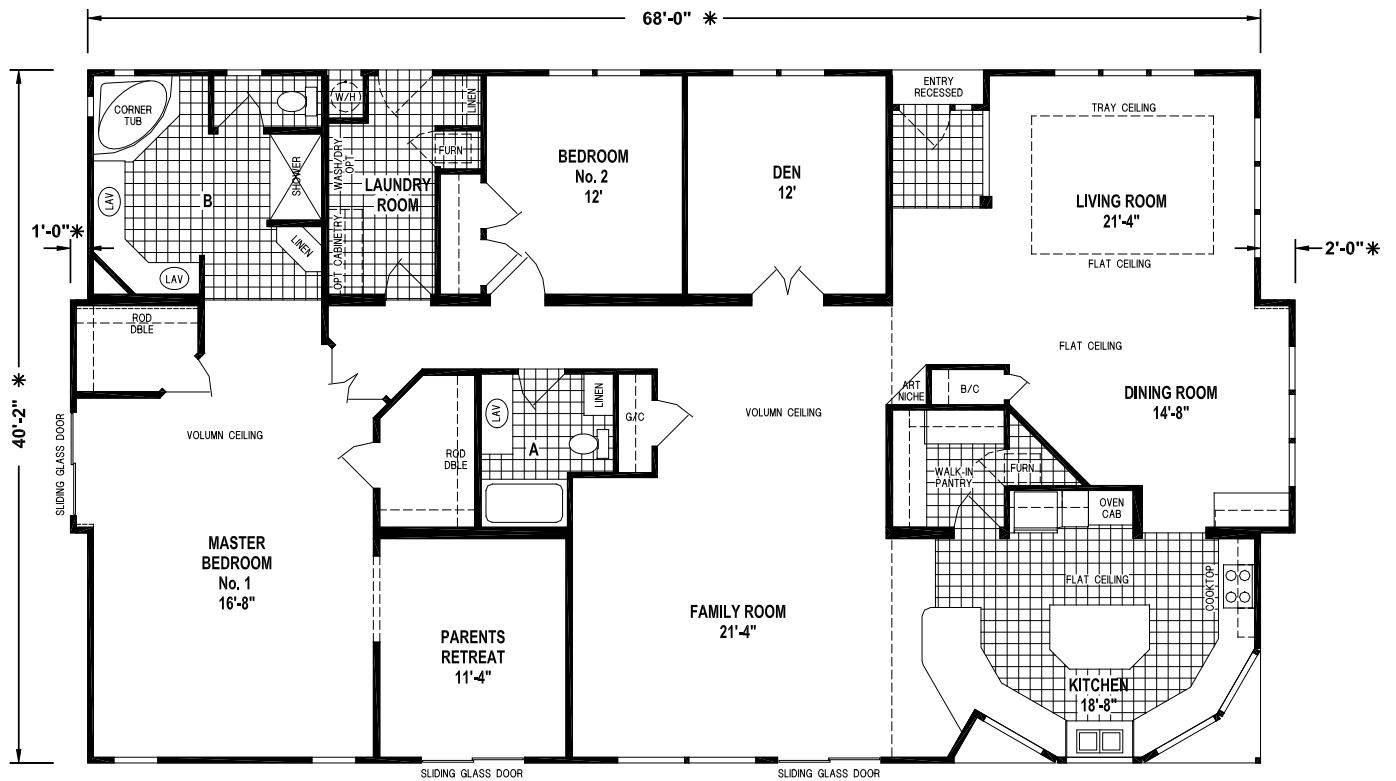 68'-0" *
ENTRY
RECESSED
CORNER
TUB
W/H
LINEN
TRAY CEILING
WASH/DRY
OPT
FURN
BEDROOM
No. 2
12'
DEN
12'
SHOWER
LAUNDRY
ROOM
LIVING ROOM
21'-4"
LAV
B
1'-0"*
LINEN
OPT CABINETRY
FLAT CEILING
2'-0"*
LAV
ROD
DBLE
FLAT CEILING
40'-2" *
ART
NICHE
B/C
DINING ROOM
14'-8"
LAV
LINEN
G/C
VOLUMN CEILING
VOLUMN CEILING
SLIDING GLASS DOOR
ROD
DBLE
A
WALK-IN
PANTRY
FURN
OVEN
CAB
MASTER
BEDROOM
No. 1
16'-8"
FLAT CEILING
COOKTOP
FAMILY ROOM
21'-4"
PARENTS
RETREAT
11'-4"
KITCHEN
18'-8"
SLIDING GLASS DOOR
SLIDING GLASS DOOR